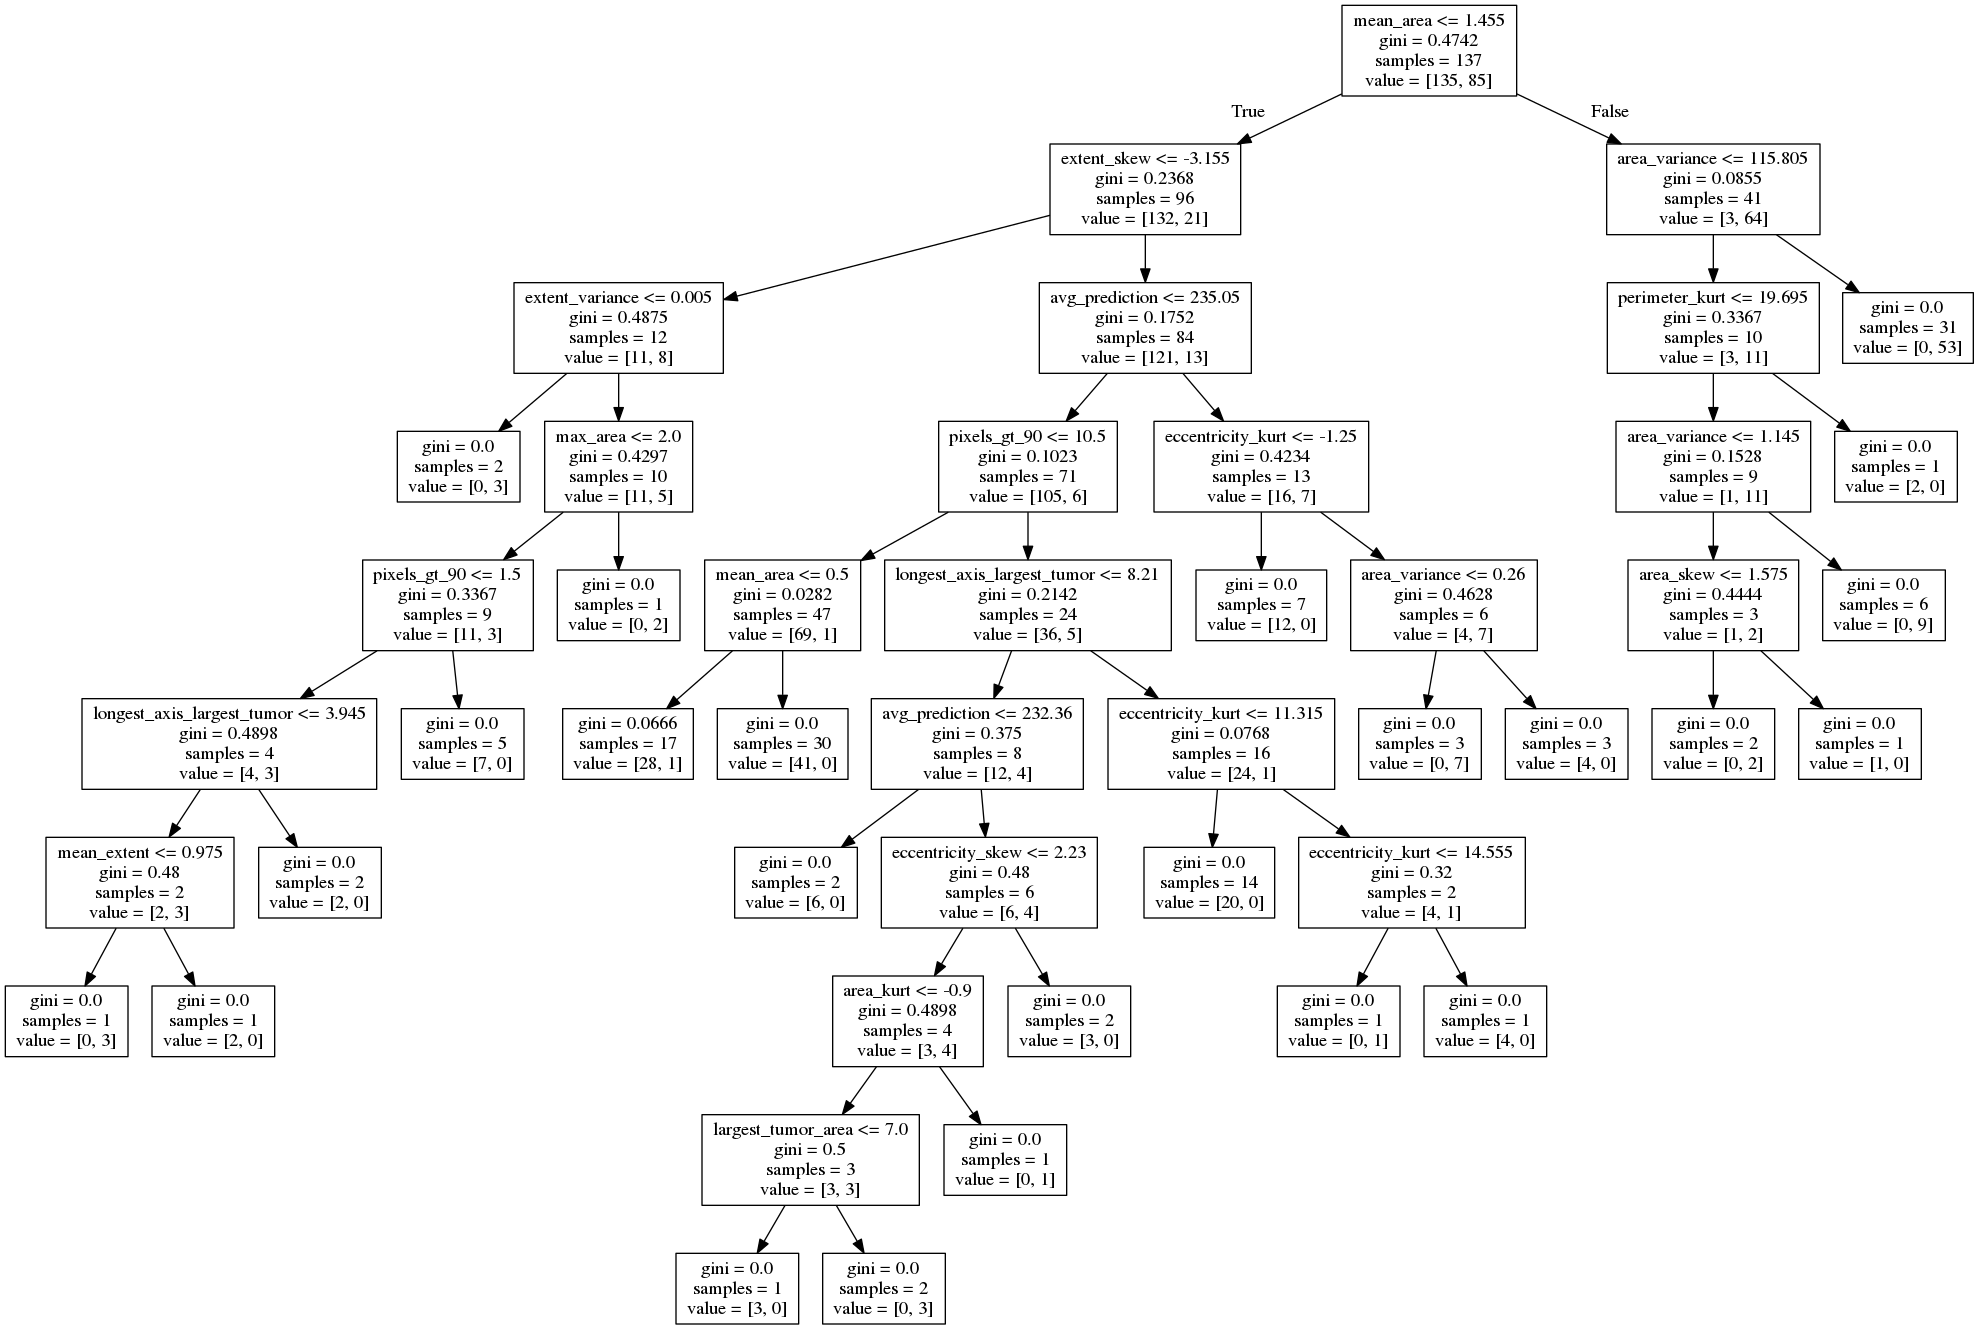 mean_area <= 1.455
gini = 0.4742
samples = 137
value = [135, 85]
True
False
extent_skew <= -3.155
gini = 0.2368
samples = 96
value = [132, 21]
area_variance <= 115.805
gini = 0.0855
samples = 41
value = [3, 64]
extent_variance <= 0.005
gini = 0.4875
samples = 12
value = [11, 8]
avg_prediction <= 235.05
gini = 0.1752
samples = 84
value = [121, 13]
perimeter_kurt <= 19.695
gini = 0.3367
samples = 10
value = [3, 11]
gini = 0.0
samples = 31
value = [0, 53]
gini = 0.0
samples = 2
value = [0, 3]
max_area <= 2.0
gini = 0.4297
samples = 10
value = [11, 5]
pixels_gt_90 <= 10.5
gini = 0.1023
samples = 71
value = [105, 6]
eccentricity_kurt <= -1.25
gini = 0.4234
samples = 13
value = [16, 7]
area_variance <= 1.145
gini = 0.1528
samples = 9
value = [1, 11]
gini = 0.0
samples = 1
value = [2, 0]
pixels_gt_90 <= 1.5
gini = 0.3367
samples = 9
value = [11, 3]
gini = 0.0
samples = 1
value = [0, 2]
mean_area <= 0.5
gini = 0.0282
samples = 47
value = [69, 1]
longest_axis_largest_tumor <= 8.21
gini = 0.2142
samples = 24
value = [36, 5]
gini = 0.0
samples = 7
value = [12, 0]
area_variance <= 0.26
gini = 0.4628
samples = 6
value = [4, 7]
area_skew <= 1.575
gini = 0.4444
samples = 3
value = [1, 2]
gini = 0.0
samples = 6
value = [0, 9]
longest_axis_largest_tumor <= 3.945
gini = 0.4898
samples = 4
value = [4, 3]
gini = 0.0
samples = 5
value = [7, 0]
gini = 0.0666
samples = 17
value = [28, 1]
gini = 0.0
samples = 30
value = [41, 0]
avg_prediction <= 232.36
gini = 0.375
samples = 8
value = [12, 4]
eccentricity_kurt <= 11.315
gini = 0.0768
samples = 16
value = [24, 1]
gini = 0.0
samples = 3
value = [0, 7]
gini = 0.0
samples = 3
value = [4, 0]
gini = 0.0
samples = 2
value = [0, 2]
gini = 0.0
samples = 1
value = [1, 0]
mean_extent <= 0.975
gini = 0.48
samples = 2
value = [2, 3]
gini = 0.0
samples = 2
value = [2, 0]
gini = 0.0
samples = 2
value = [6, 0]
eccentricity_skew <= 2.23
gini = 0.48
samples = 6
value = [6, 4]
gini = 0.0
samples = 14
value = [20, 0]
eccentricity_kurt <= 14.555
gini = 0.32
samples = 2
value = [4, 1]
gini = 0.0
samples = 1
value = [0, 3]
gini = 0.0
samples = 1
value = [2, 0]
area_kurt <= -0.9
gini = 0.4898
samples = 4
value = [3, 4]
gini = 0.0
samples = 2
value = [3, 0]
gini = 0.0
samples = 1
value = [0, 1]
gini = 0.0
samples = 1
value = [4, 0]
largest_tumor_area <= 7.0
gini = 0.5
samples = 3
value = [3, 3]
gini = 0.0
samples = 1
value = [0, 1]
gini = 0.0
samples = 1
value = [3, 0]
gini = 0.0
samples = 2
value = [0, 3]